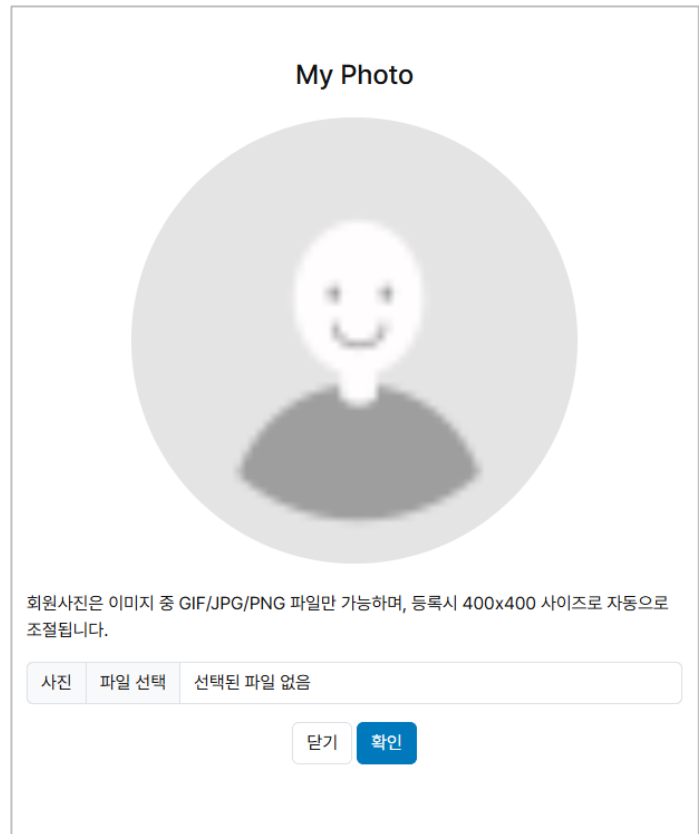 My Photo
회원사진은 이미지 중 GIF/JPG/PNG 파일만 가능하며, 등록시 400x400 사이즈로 자동으로
조절됩니다.
사진 파일 선택 선택된 파일 없음
닫기 확인